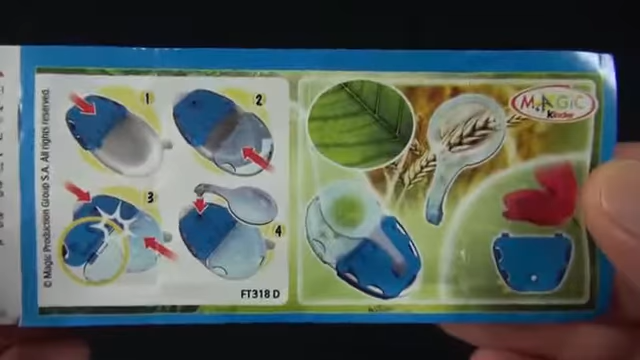 © Magic Production Group S.A. All rights reserved.
1
2
3
4
FT318 D
MAGIC
Kinder